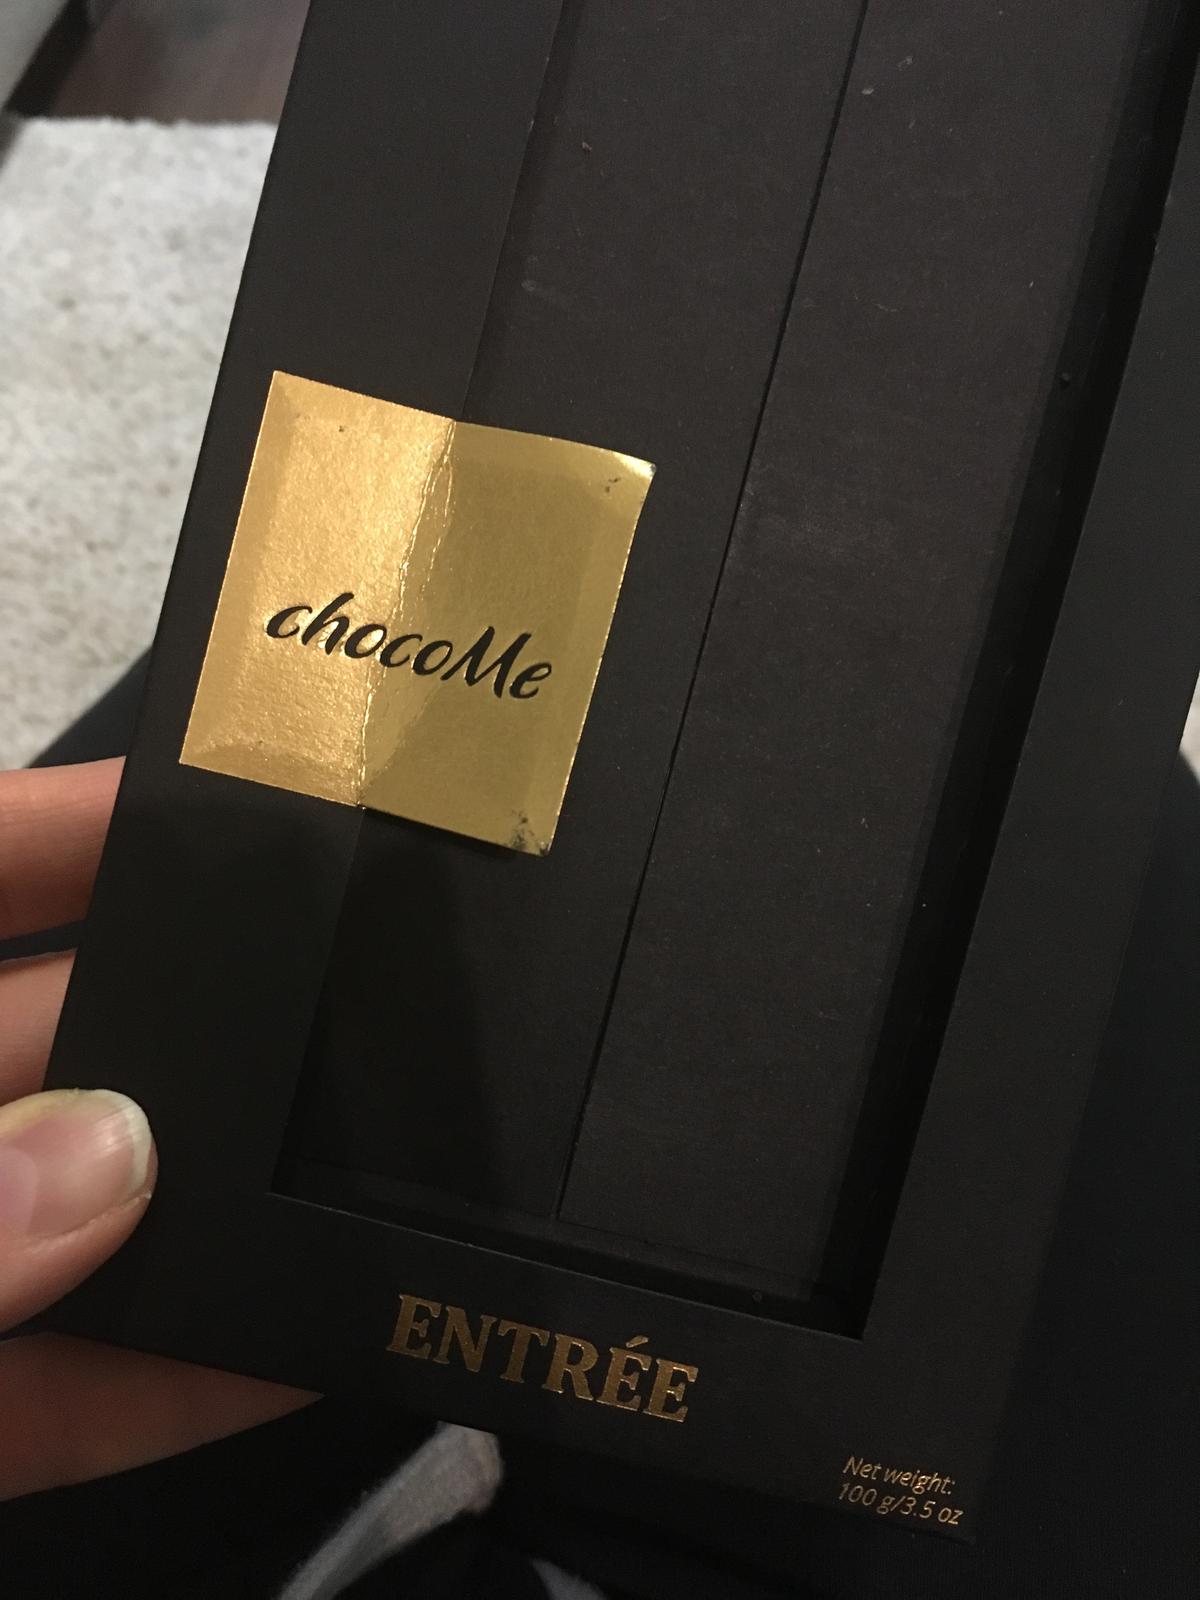 chocoMe
ENTRÉE
Net weight:
100 g/3.5 oz